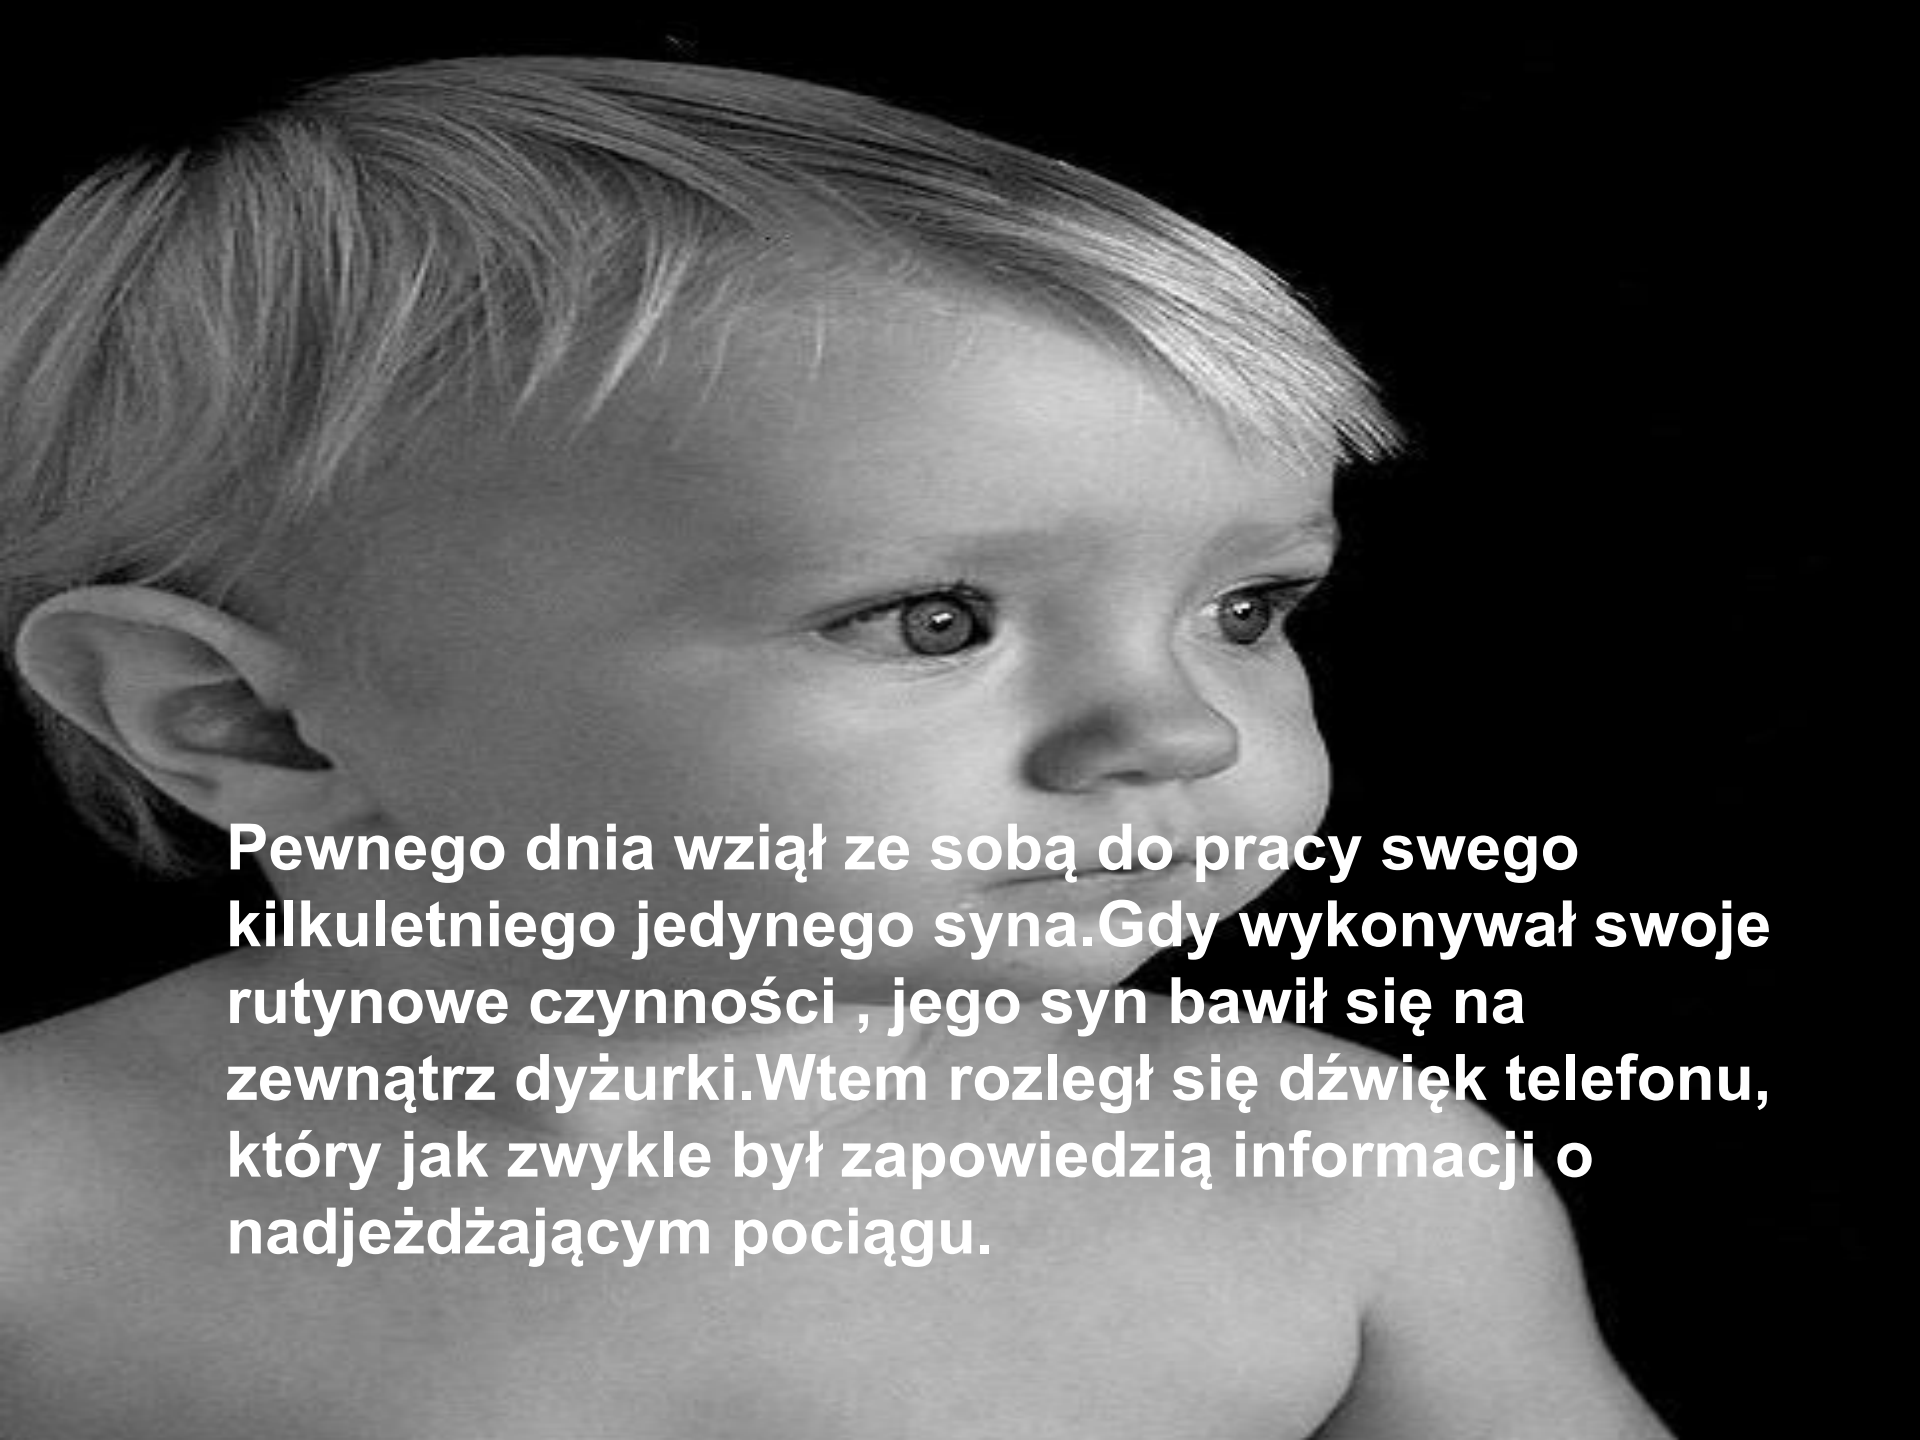 Pewnego dnia wziął ze sobą do pracy swego
kilkuletniego jedynego syna.Gdy wykonywał swoje
rutynowe czynności , jego syn bawił się na
zewnątrz dyżurki.Wtem rozległ się dźwięk telefonu,
który jak zwykle był zapowiedzią informacji o
nadjeżdżającym pociągu.